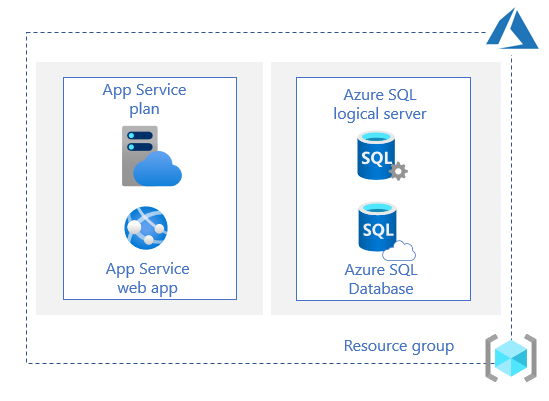 App Service
plan
App Service
web app
Azure SQL
logical server
SQL
SQL
Azure SQL
Database
Resource group